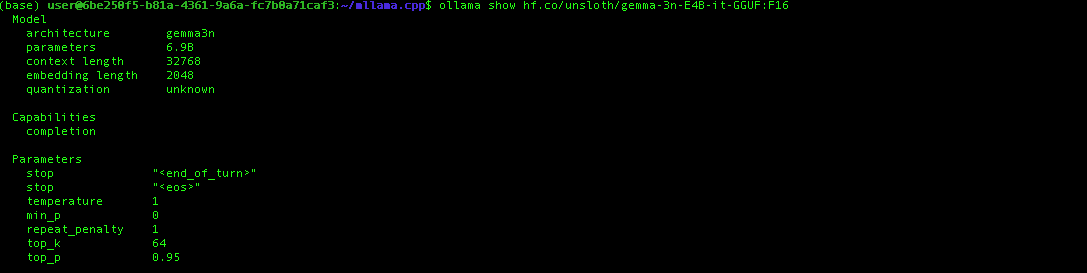 (base) user@6be250f5-b81a-4361-9a6a-fc7b0a71caf3:~/mllama.cpp$ ollama show hf.co/unsloth/gemma-3n-E4B-it-GGUF:F16
Model
architecture gemma3n
parameters 6.9B
context length 32768
embedding length 2048
quantization unknown
Capabilities
completion
Parameters
stop "<end_of_turn>"
stop "<eos>"
temperature 1
min_p 0
repeat_penalty 1
top_k 64
top_p 0.95